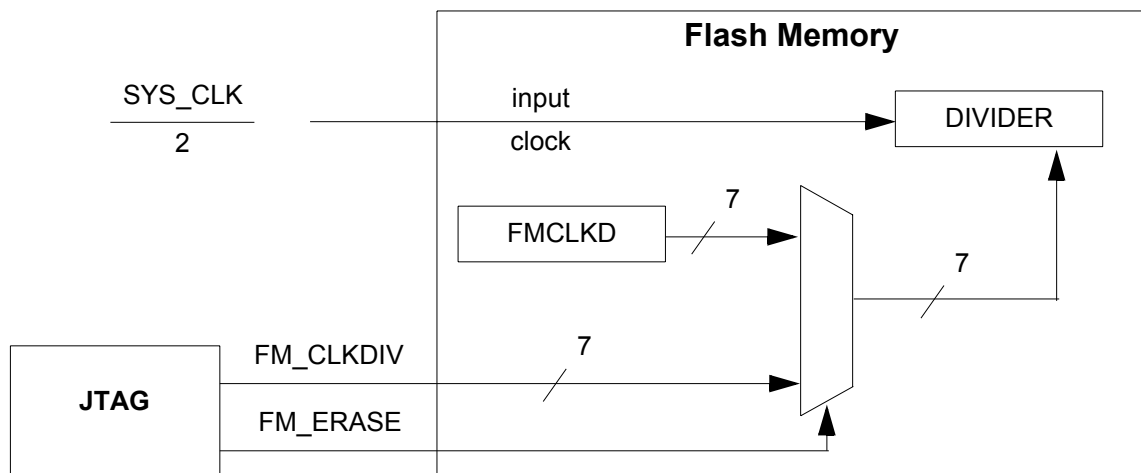 Flash Memory
SYS_CLK
2
input
clock
DIVIDER
FMCLKD
7
7
FM_CLKDIV
7
JTAG
FM_ERASE